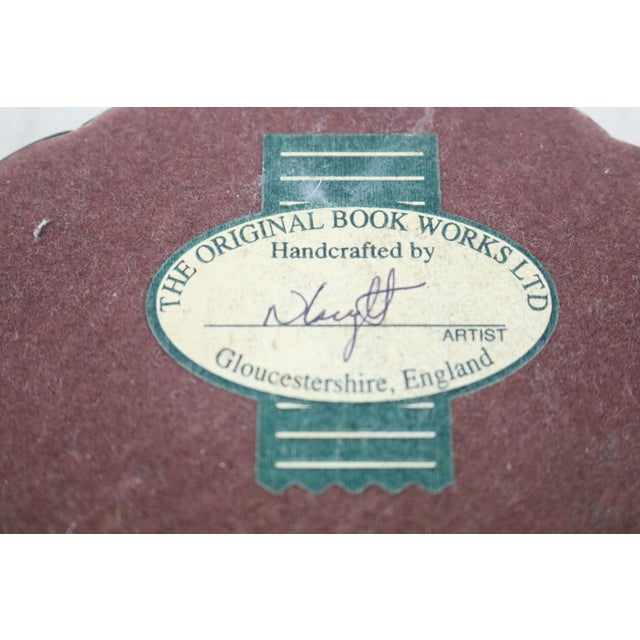 THE ORIGINAL BOOK WORKS LTD
Handcrafted by
ARTIST
Gloucestershire, England